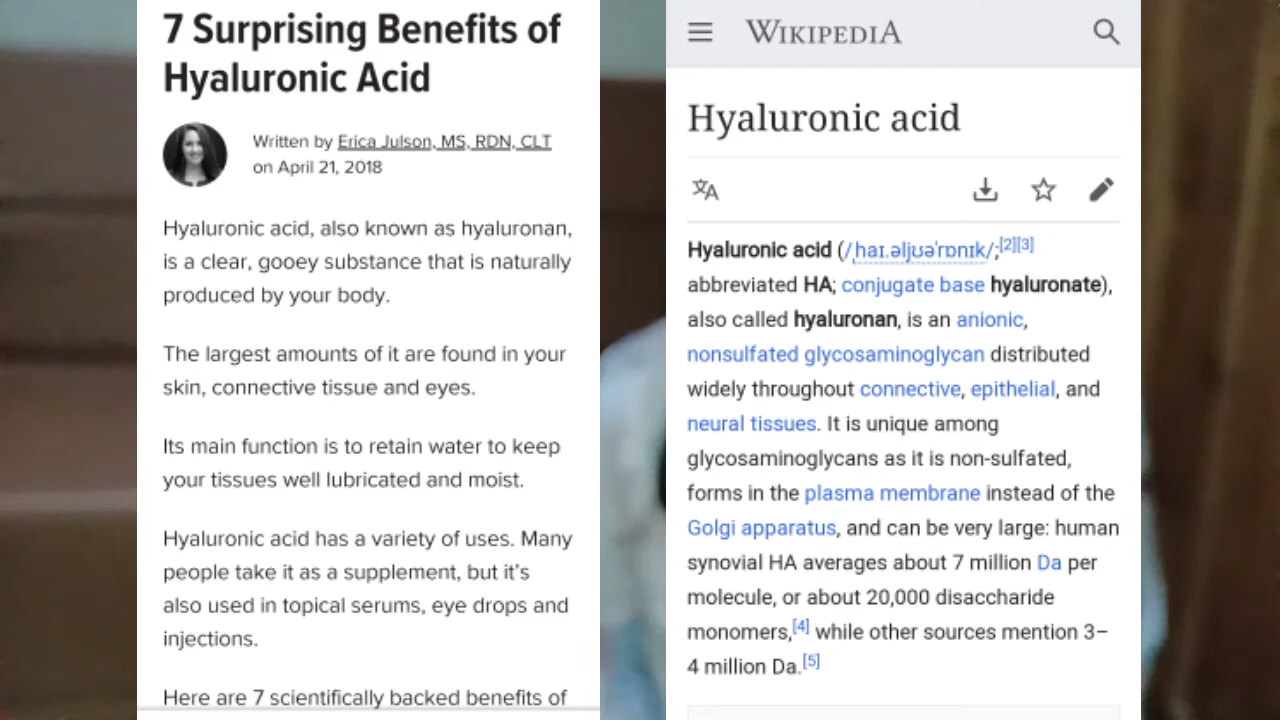 7 Surprising Benefits of
Hyaluronic Acid
Written by Erica Julson, MS, RDN, CLT
on April 21, 2018
Hyaluronic acid, also known as hyaluronan,
is a clear, gooey substance that is naturally
produced by your body.
The largest amounts of it are found in your
skin, connective tissue and eyes.
Its main function is to retain water to keep
your tissues well lubricated and moist.
Hyaluronic acid has a variety of uses. Many
people take it as a supplement, but it's
also used in topical serums, eye drops and
injections.
Here are 7 scientifically backed benefits of
WIKIPEDIA
Hyaluronic acid
Hyaluronic acid (/ˌhaɪ.əljʊəˈrɒnɪk/;[2][3]
abbreviated HA; conjugate base hyaluronate),
also called hyaluronan, is an anionic,
nonsulfated glycosaminoglycan distributed
widely throughout connective, epithelial, and
neural tissues. It is unique among
glycosaminoglycans as it is non-sulfated,
forms in the plasma membrane instead of the
Golgi apparatus, and can be very large: human
synovial HA averages about 7 million Da per
molecule, or about 20,000 disaccharide
monomers,[4] while other sources mention 3–
4 million Da.[5]